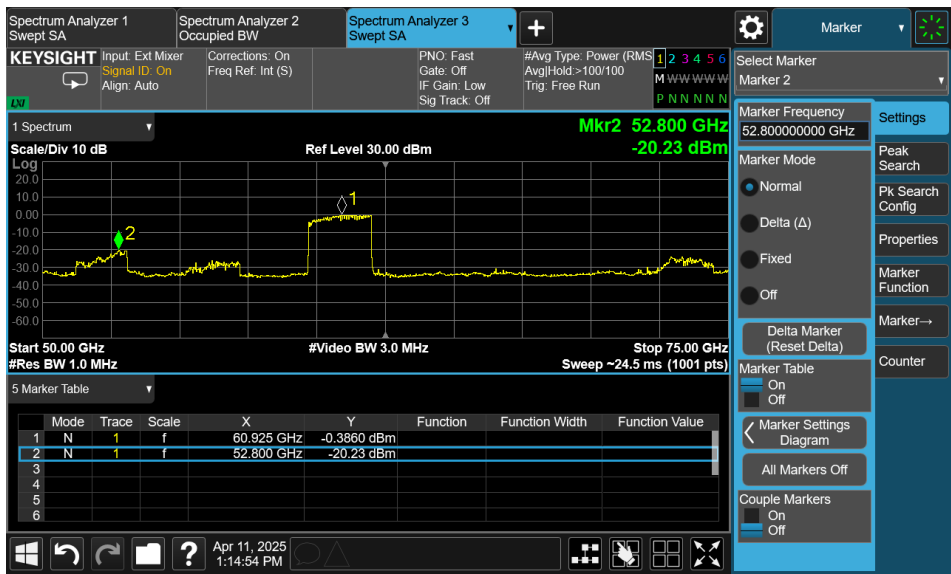 Spectrum Analyzer 1
Swept SA
Spectrum Analyzer 2
Occupied BW
Spectrum Analyzer 3
Swept SA
Marker
KEYSIGHT
LXI
Input: Ext Mixer
Signal ID: On
Align: Auto
Corrections: On
Freq Ref: Int (S)
PNO: Fast
Gate: Off
IF Gain: Low
Sig Track: Off
#Avg Type: Power (RMS
Avg|Hold:>100/100
Trig: Free Run
1 2 3 4 5 6
M W W W W W
P N N N N N
Select Marker
Marker 2
1 Spectrum
Scale/Div 10 dB
Ref Level 30.00 dBm
Mkr2 52.800 GHz
-20.23 dBm
Log
20.0
10.0
0.00
-10.0
-20.0
-30.0
-40.0
-50.0
-60.0
1
2
Start 50.00 GHz
#Video BW 3.0 MHz
Stop 75.00 GHz
#Res BW 1.0 MHz
Sweep ~24.5 ms (1001 pts)
5 Marker Table
Mode Trace Scale X Y Function Function Width Function Value
1 N 1 f 60.925 GHz -0.3860 dBm
2 N 1 f 52.800 GHz -20.23 dBm
3
4
5
6
Marker Frequency
52.800000000 GHz
Marker Mode
Normal
Delta (Δ)
Fixed
Off
Delta Marker
(Reset Delta)
Marker Table
On
Off
Marker Settings
Diagram
All Markers Off
Couple Markers
On
Off
Settings
Peak
Search
Pk Search
Config
Properties
Marker
Function
Marker→
Counter
?
Apr 11, 2025
1:14:54 PM